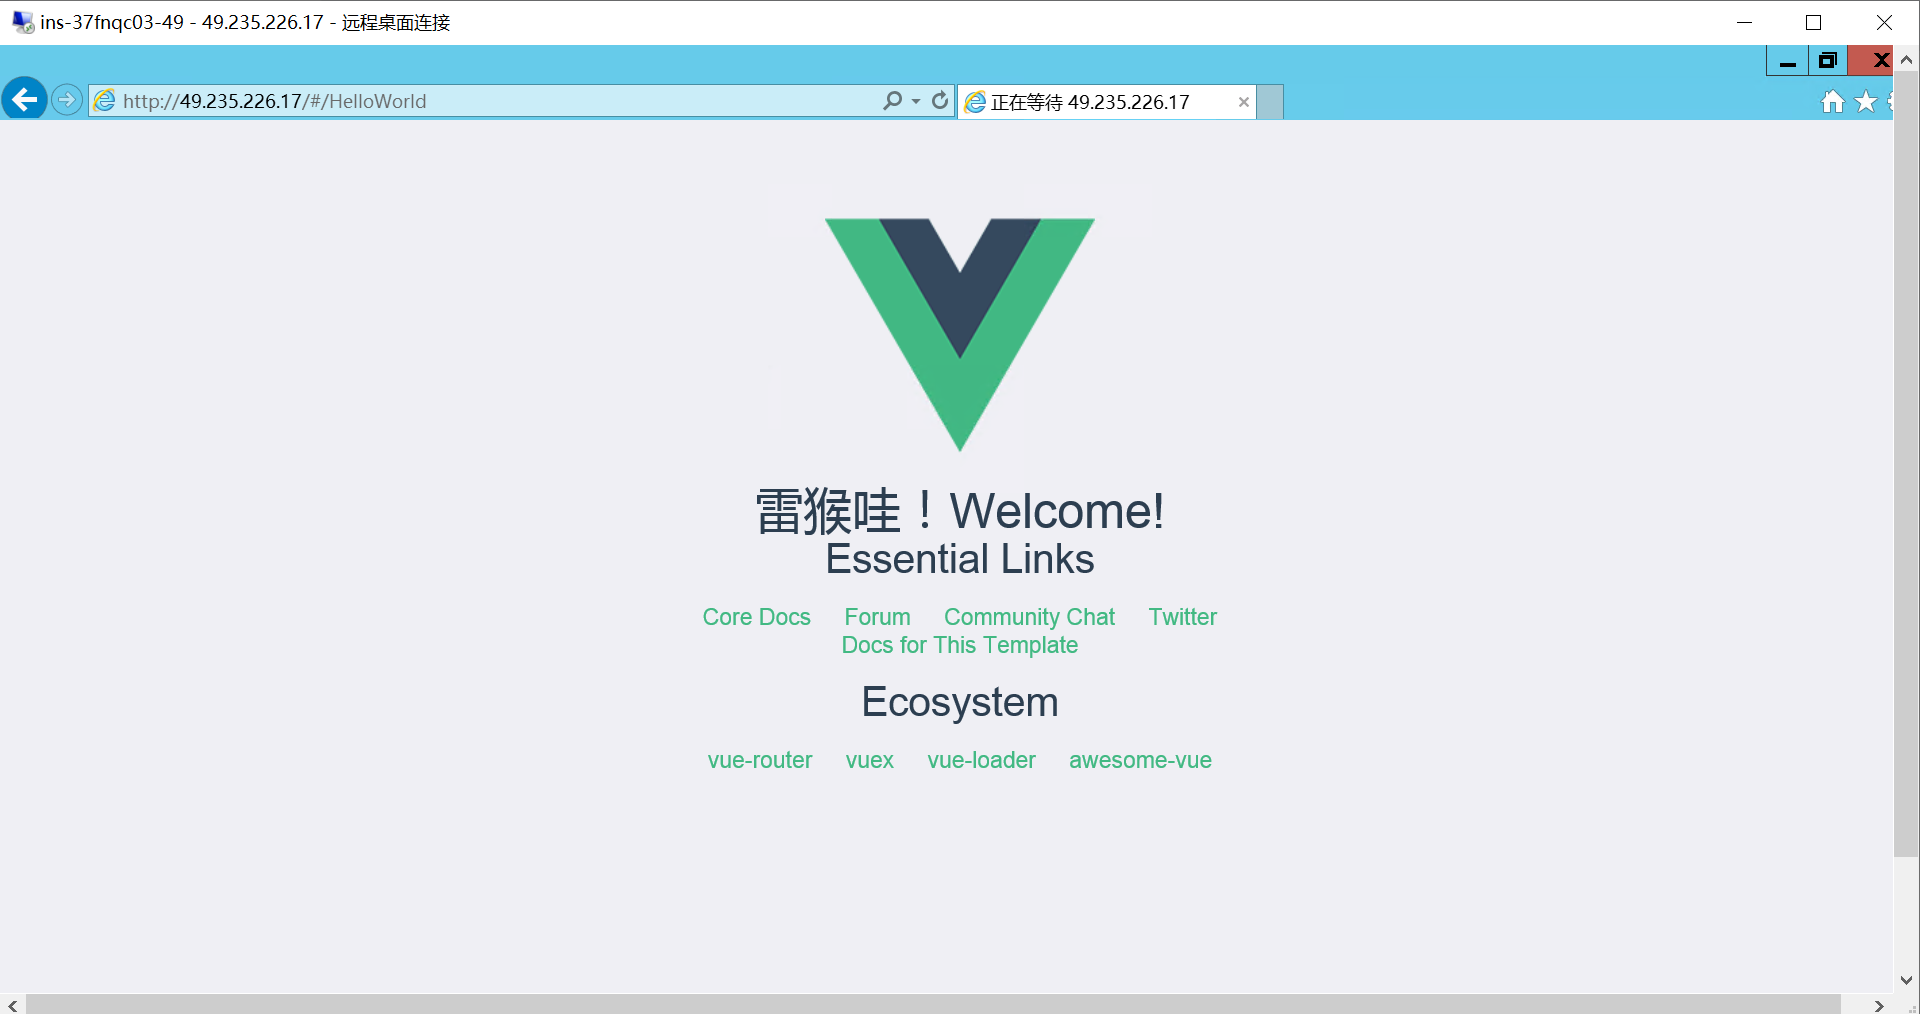 ins-37fnqc03-49 - 49.235.226.17 - 远程桌面连接
http://49.235.226.17/#/HelloWorld
正在等待 49.235.226.17
雷猴哇！Welcome!
Essential Links
Core Docs Forum Community Chat Twitter
Docs for This Template
Ecosystem
vue-router vuex vue-loader awesome-vue